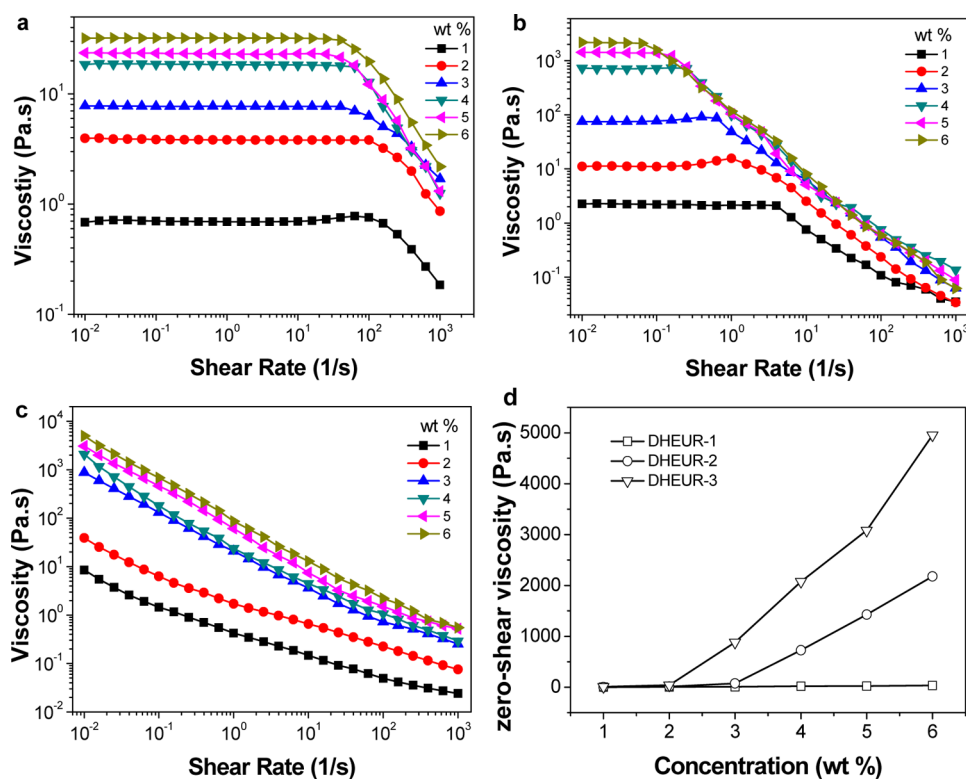 a
Viscostiy (Pa.s)
10^1
10^0
10^-1
wt %
1
2
3
4
5
6
10^-2 10^-1 10^0 10^1 10^2 10^3
Shear Rate (1/s)
b
Viscosity (Pa.s)
10^3
10^2
10^1
10^0
10^-1
wt %
1
2
3
4
5
6
10^-2 10^-1 10^0 10^1 10^2 10^3
Shear Rate (1/s)
c
Viscosity (Pa.s)
10^4
10^3
10^2
10^1
10^0
10^-1
10^-2
wt %
1
2
3
4
5
6
10^-2 10^-1 10^0 10^1 10^2 10^3
Shear Rate (1/s)
d
zero-shear viscosity (Pa.s)
5000
4000
3000
2000
1000
0
DHEUR-1
DHEUR-2
DHEUR-3
1 2 3 4 5 6
Concentration (wt %)